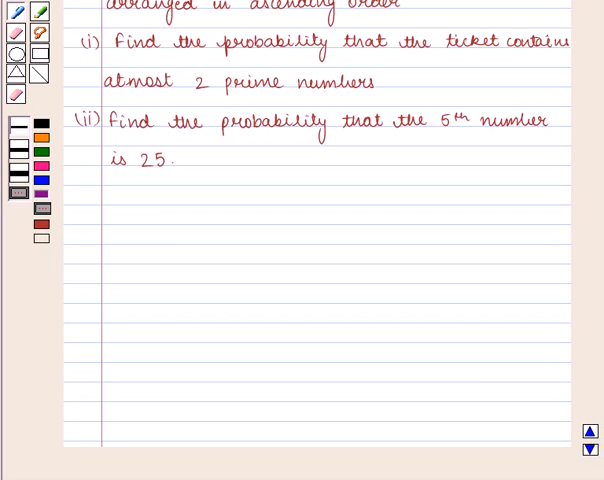 arranged in ascending order
(i) Find the probability that the ticket contains
atmost 2 prime numbers
(ii) Find the probability that the 5th number
is 25.